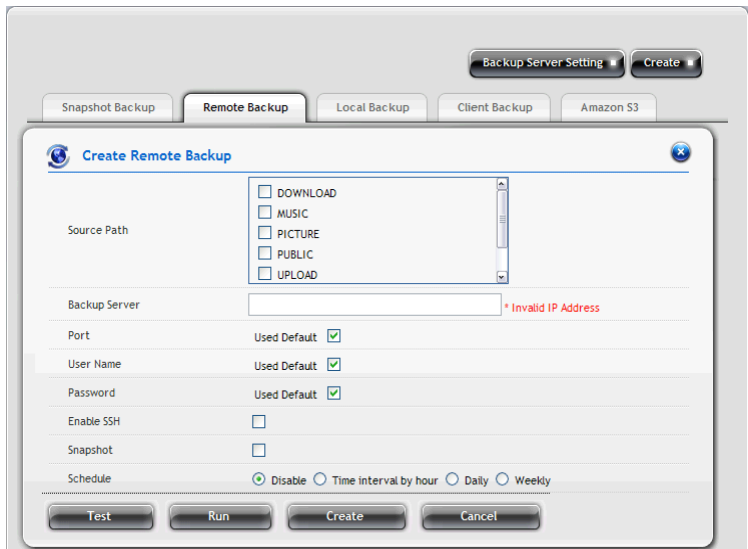 Backup Server Setting Create
Snapshot Backup Remote Backup Local Backup Client Backup Amazon S3
Create Remote Backup
Source Path
DOWNLOAD
MUSIC
PICTURE
PUBLIC
UPLOAD
Backup Server * Invalid IP Address
Port Used Default
User Name Used Default
Password Used Default
Enable SSH
Snapshot
Schedule Disable Time interval by hour Daily Weekly
Test Run Create Cancel